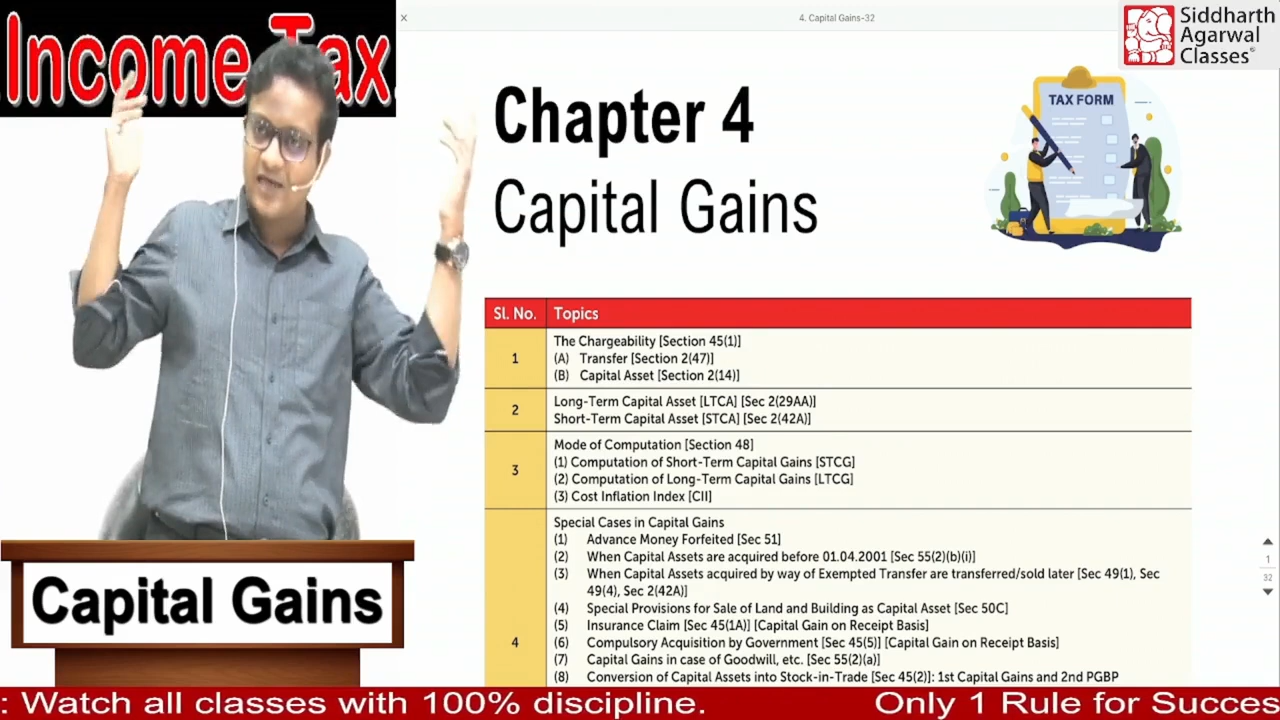 Income Tax
4. Capital Gains-32
Siddharth
Agarwal
Classes
Chapter 4
Capital Gains
TAX FORM
Sl. No. Topics
1
The Chargeability [Section 45(1)]
(A) Transfer [Section 2(47)]
(B) Capital Asset [Section 2(14)]
2
Long-Term Capital Asset [LTCA] [Sec 2(29AA)]
Short-Term Capital Asset [STCA] [Sec 2(42A)]
3
Mode of Computation [Section 48]
(1) Computation of Short-Term Capital Gains [STCG]
(2) Computation of Long-Term Capital Gains [LTCG]
(3) Cost Inflation Index [CII]
4
Special Cases in Capital Gains
(1) Advance Money Forfeited [Sec 51]
(2) When Capital Assets are acquired before 01.04.2001 [Sec 55(2)(b)(i)]
(3) When Capital Assets acquired by way of Exempted Transfer are transferred/sold later [Sec 49(1), Sec
49(4), Sec 2(42A)]
(4) Special Provisions for Sale of Land and Building as Capital Asset [Sec 50C]
(5) Insurance Claim [Sec 45(1A)] [Capital Gain on Receipt Basis]
(6) Compulsory Acquisition by Government [Sec 45(5)] [Capital Gain on Receipt Basis]
(7) Capital Gains in case of Goodwill, etc. [Sec 55(2)(a)]
(8) Conversion of Capital Assets into Stock-in-Trade [Sec 45(2)]: 1st Capital Gains and 2nd PGBP
1
32
Capital Gains
: Watch all classes with 100% discipline. Only 1 Rule for Succes